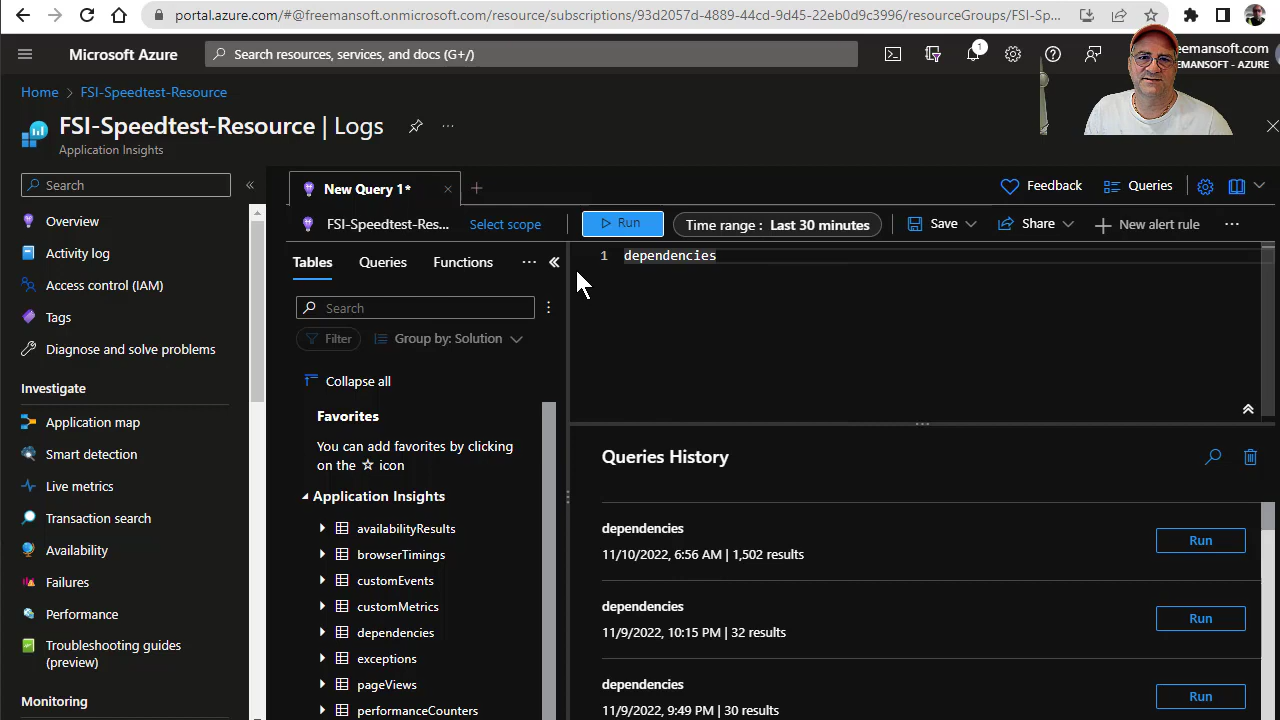 portal.azure.com/#@freemansoft.onmicrosoft.com/resource/subscriptions/93d2057d-4889-44cd-9d45-22eb0d9c3996/resourceGroups/FSI-Sp...
Microsoft Azure
Search resources, services, and docs (G+/)
1
eemansoft.com
EMANSOFT - AZURE
Home > FSI-Speedtest-Resource
FSI-Speedtest-Resource | Logs
Application Insights
Search
Overview
Activity log
Access control (IAM)
Tags
Diagnose and solve problems
Investigate
Application map
Smart detection
Live metrics
Transaction search
Availability
Failures
Performance
Troubleshooting guides
(preview)
Monitoring
New Query 1*
Feedback
Queries
FSI-Speedtest-Res...
Select scope
Run
Time range : Last 30 minutes
Save
Share
New alert rule
Tables
Queries
Functions
Search
Filter
Group by: Solution
Collapse all
Favorites
You can add favorites by clicking
on the ☆ icon
Application Insights
availabilityResults
browserTimings
customEvents
customMetrics
dependencies
exceptions
pageViews
performanceCounters
1 dependencies
Queries History
dependencies
11/10/2022, 6:56 AM | 1,502 results
Run
dependencies
11/9/2022, 10:15 PM | 32 results
Run
dependencies
11/9/2022, 9:49 PM | 30 results
Run